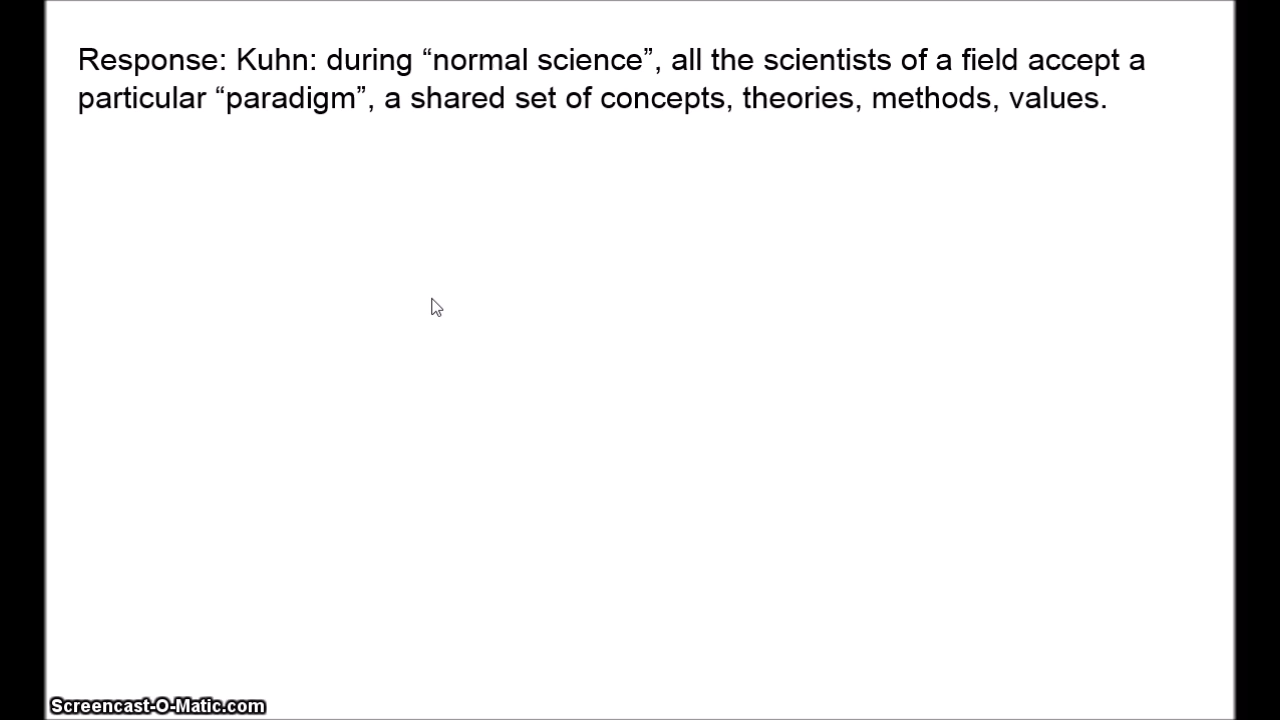 Response: Kuhn: during “normal science”, all the scientists of a field accept a
particular “paradigm”, a shared set of concepts, theories, methods, values.
Screencast-O-Matic.com